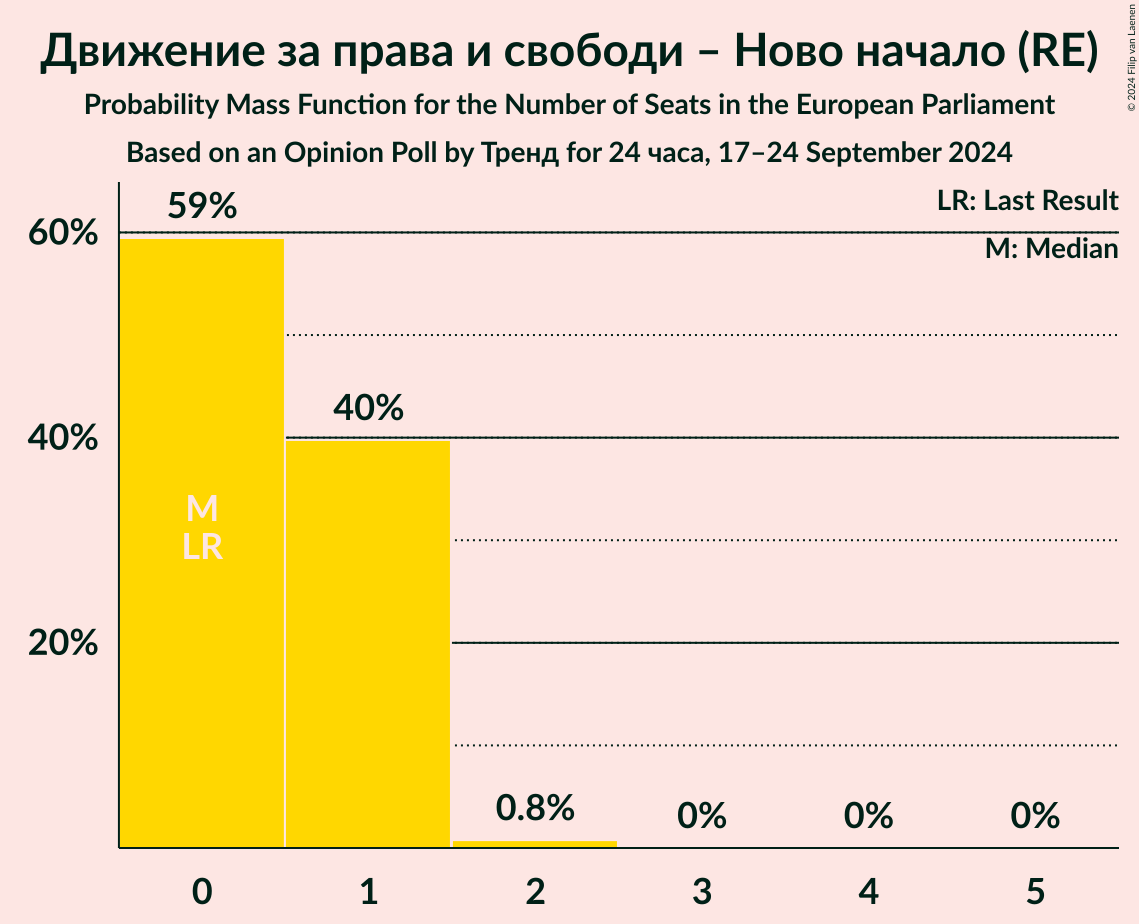 Движение за права и свободи – Ново начало (RE)
Probability Mass Function for the Number of Seats in the European Parliament
Based on an Opinion Poll by Тренд for 24 часа, 17–24 September 2024
© 2024 Filip van Laenen
LR: Last Result
M: Median
60%
40%
20%
59%
40%
0.8%
0%
0%
0%
M
LR
0
1
2
3
4
5